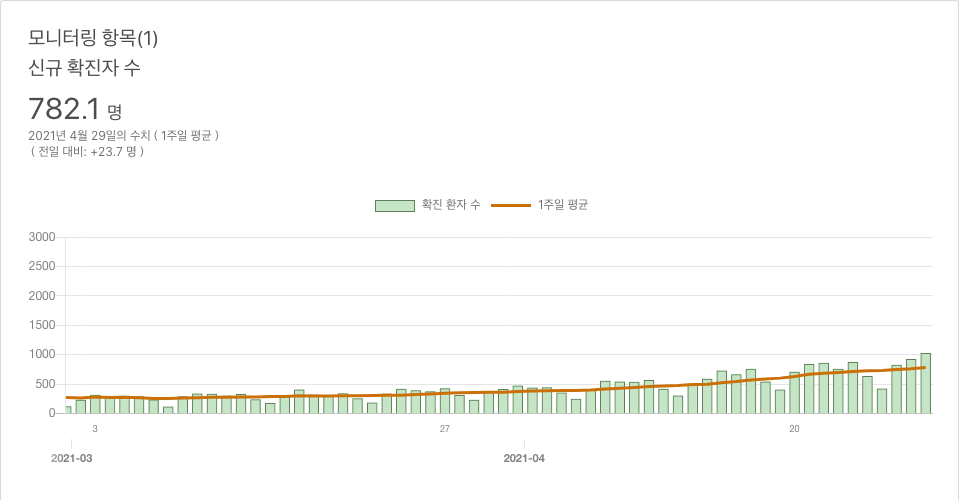 모니터링 항목(1)
신규 확진자 수
782.1 명
2021년 4월 29일의 수치 ( 1주일 평균 )
( 전일 대비: +23.7 명 )
확진 환자 수 1주일 평균
3000
2500
2000
1500
1000
500
0
3 27 20
2021-03 2021-04